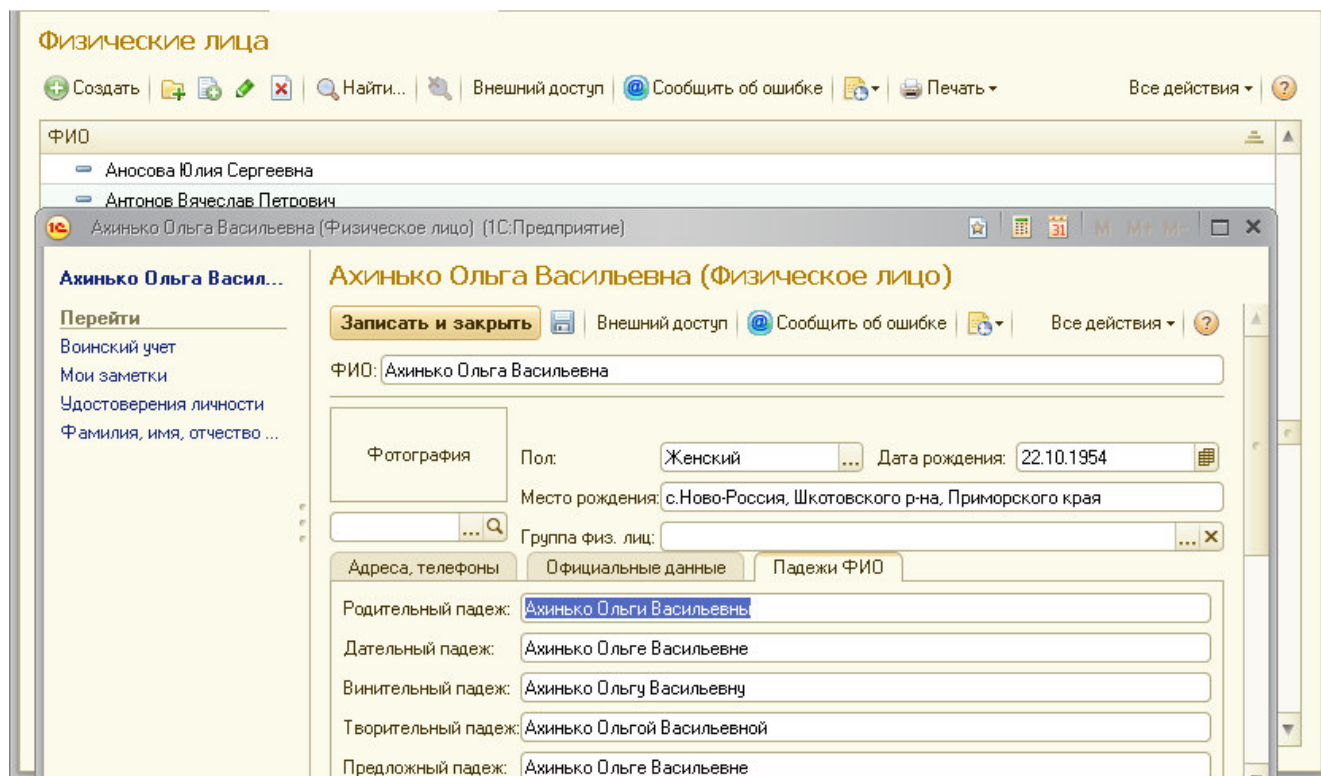 Физические лица
Создать Найти... Внешний доступ Сообщить об ошибке Печать Все действия ?
ФИО
Аносова Юлия Сергеевна
Антонов Вячеслав Петрович
1С Ахинько Ольга Васильевна (Физическое лицо) (1С:Предприятие) 31 M M+ M-
Ахинько Ольга Васил...
Перейти
Воинский учет
Мои заметки
Удостоверения личности
Фамилия, имя, отчество ...
Ахинько Ольга Васильевна (Физическое лицо)
Записать и закрыть Внешний доступ Сообщить об ошибке Все действия ?
ФИО: Ахинько Ольга Васильевна
Фотография
Пол: Женский ... Дата рождения: 22.10.1954
Место рождения: с.Ново-Россия, Шкотовского р-на, Приморского края
...
Группа физ. лиц: ...
Адреса, телефоны Официальные данные Падежи ФИО
Родительный падеж: Ахинько Ольги Васильевны
Дательный падеж: Ахинько Ольге Васильевне
Винительный падеж: Ахинько Ольгу Васильевну
Творительный падеж: Ахинько Ольгой Васильевной
Предложный падеж: Ахинько Ольге Васильевне